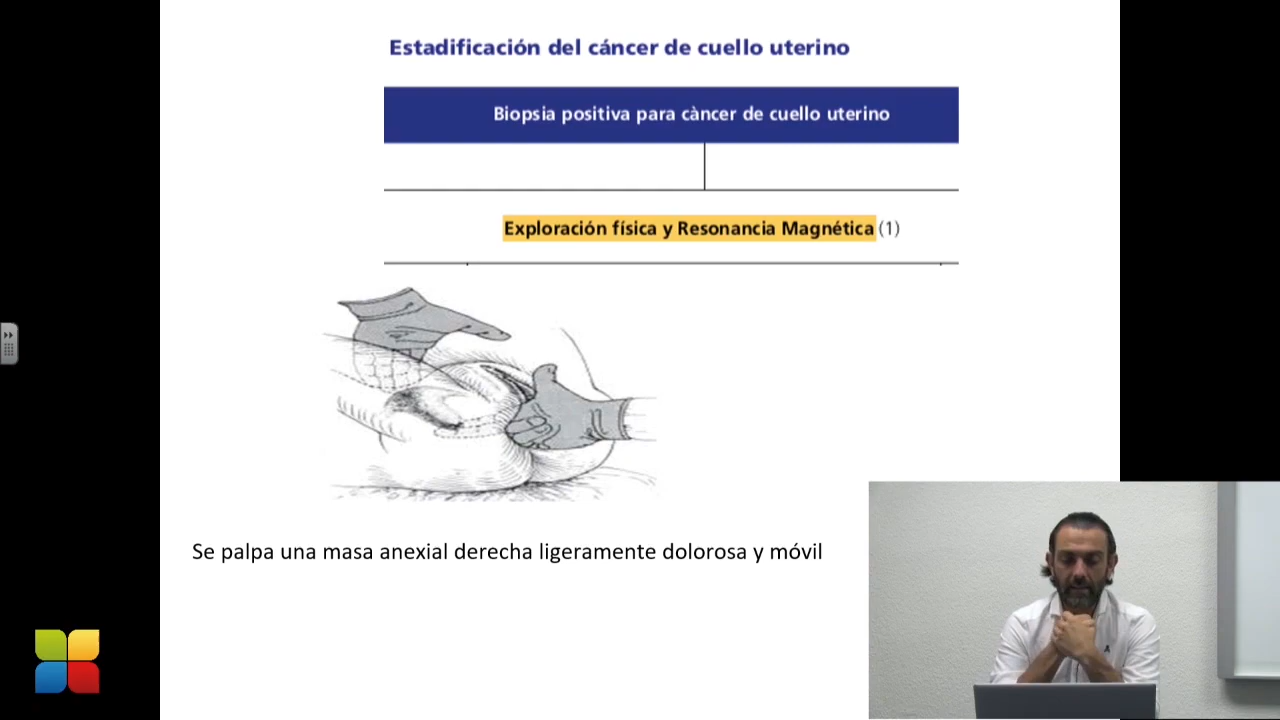 Estadificación del cáncer de cuello uterino
Biopsia positiva para càncer de cuello uterino
Exploración física y Resonancia Magnética (1)
Se palpa una masa anexial derecha ligeramente dolorosa y móvil